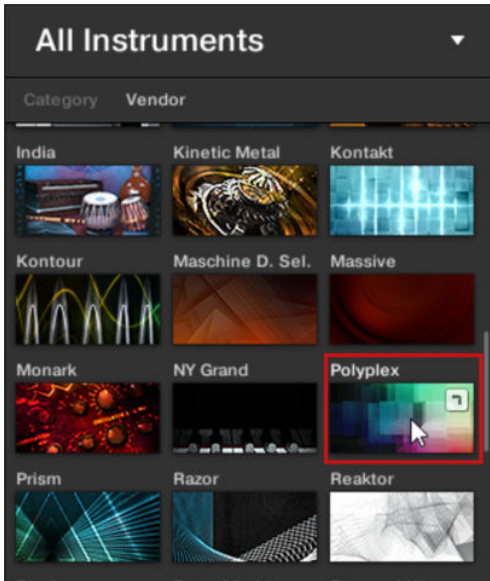 All Instruments
Category Vendor
India Kinetic Metal Kontakt
Kontour Maschine D. Sel. Massive
Monark NY Grand Polyplex
Prism Razor Reaktor